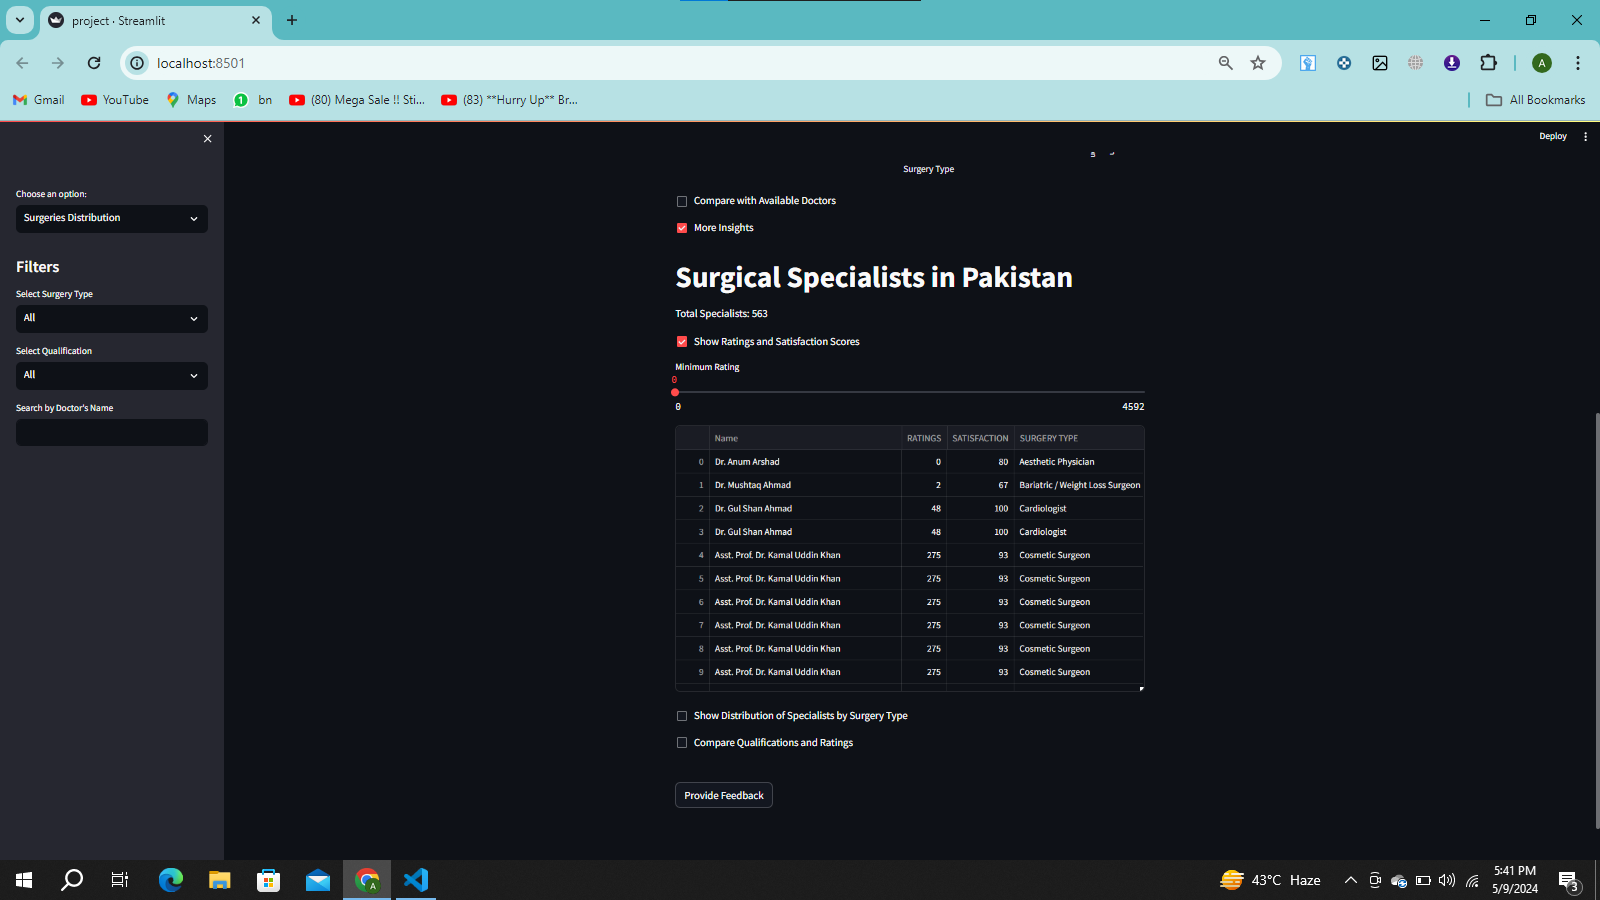 project · Streamlit
localhost:8501
A
Gmail
YouTube
Maps
1 bn
(80) Mega Sale !! Sti...
(83) **Hurry Up** Br...
All Bookmarks
Deploy
Choose an option:
Surgeries Distribution
Filters
Select Surgery Type
All
Select Qualification
All
Search by Doctor's Name
Surgery Type
Compare with Available Doctors
More Insights
Surgical Specialists in Pakistan
Total Specialists: 563
Show Ratings and Satisfaction Scores
Minimum Rating
0
0 4592
Name RATINGS SATISFACTION SURGERY TYPE
0 Dr. Anum Arshad 0 80 Aesthetic Physician
1 Dr. Mushtaq Ahmad 2 67 Bariatric / Weight Loss Surgeon
2 Dr. Gul Shan Ahmad 48 100 Cardiologist
3 Dr. Gul Shan Ahmad 48 100 Cardiologist
4 Asst. Prof. Dr. Kamal Uddin Khan 275 93 Cosmetic Surgeon
5 Asst. Prof. Dr. Kamal Uddin Khan 275 93 Cosmetic Surgeon
6 Asst. Prof. Dr. Kamal Uddin Khan 275 93 Cosmetic Surgeon
7 Asst. Prof. Dr. Kamal Uddin Khan 275 93 Cosmetic Surgeon
8 Asst. Prof. Dr. Kamal Uddin Khan 275 93 Cosmetic Surgeon
9 Asst. Prof. Dr. Kamal Uddin Khan 275 93 Cosmetic Surgeon
Show Distribution of Specialists by Surgery Type
Compare Qualifications and Ratings
Provide Feedback
A
43°C Haze
5:41 PM
5/9/2024
3